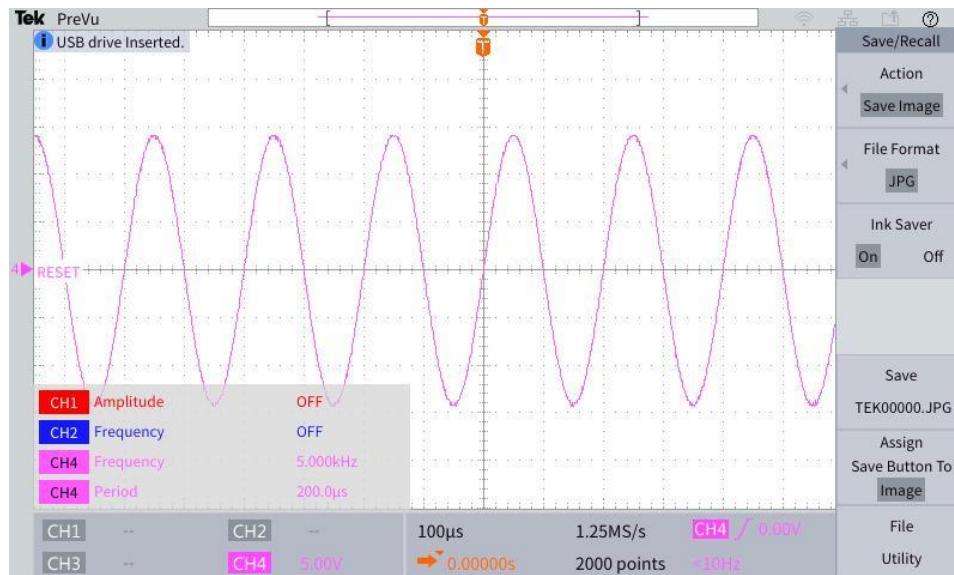 Tek PreVu
T
USB drive Inserted.
T
Save/Recall
Action
Save Image
File Format
JPG
Ink Saver
On Off
4 RESET
Save
TEK00000.JPG
Assign
Save Button To
Image
File
Utility
CH1 Amplitude OFF
CH2 Frequency OFF
CH4 Frequency 5.000kHz
CH4 Period 200.0µs
CH1 -- CH2 --
CH3 -- CH4 5.00V
100µs 1.25MS/s CH4 0.00V
0.00000s 2000 points <10Hz